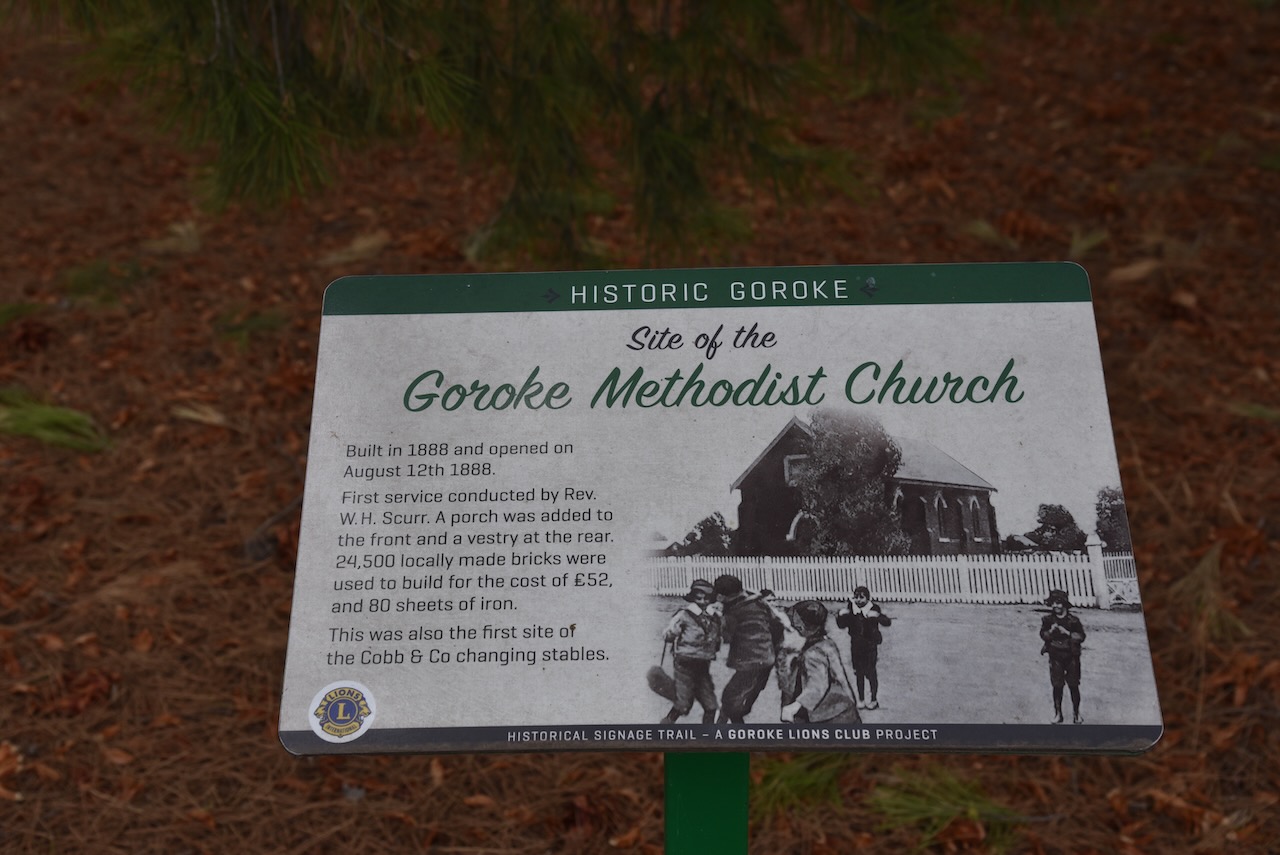 HISTORIC GOROKE
Site of the
Goroke Methodist Church
Built in 1888 and opened on
August 12th 1888.
First service conducted by Rev.
W.H. Scurr. A porch was added to
the front and a vestry at the rear.
24,500 locally made bricks were
used to build for the cost of £52,
and 80 sheets of iron.
This was also the first site of
the Cobb & Co changing stables.
LIONS
L
INTERNATIONAL
HISTORICAL SIGNAGE TRAIL – A GOROKE LIONS CLUB PROJECT